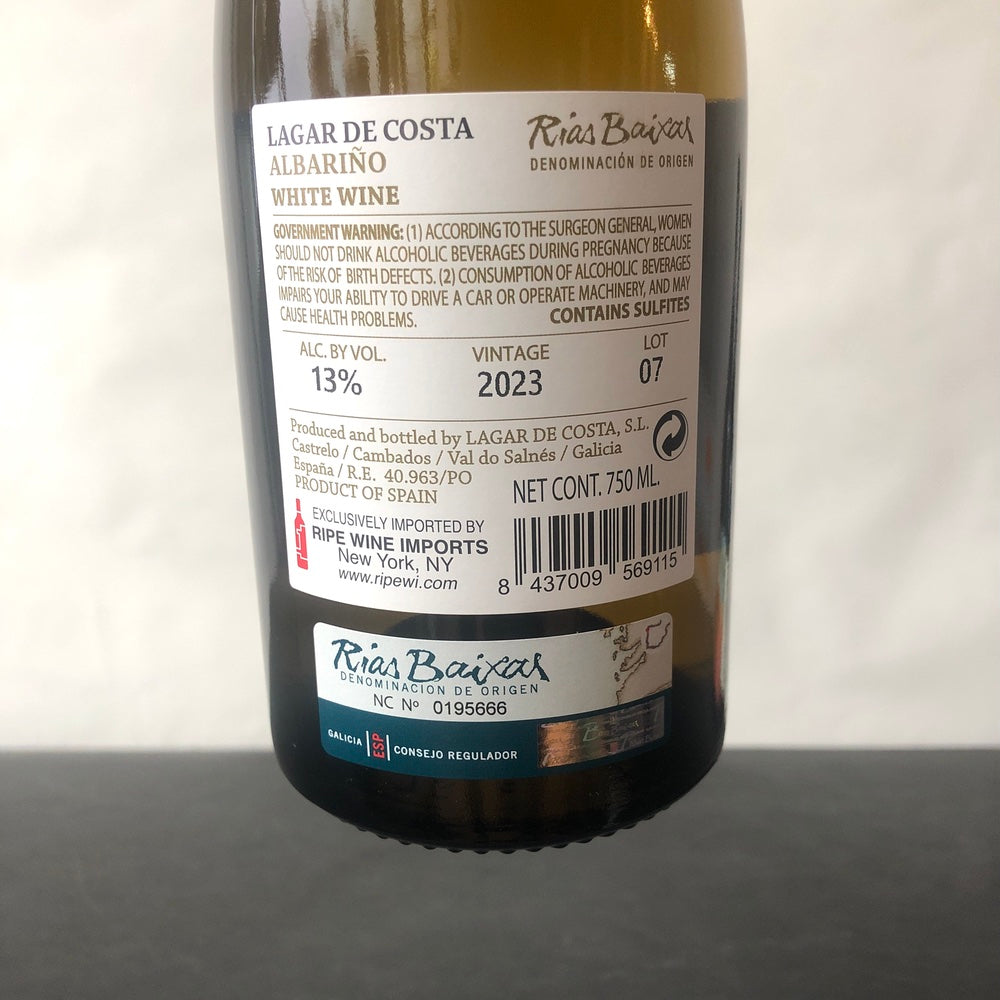 LAGAR DE COSTA
ALBARIÑO
WHITE WINE
Rías Baixas
DENOMINACIÓN DE ORIGEN
GOVERNMENT WARNING: (1) ACCORDING TO THE SURGEON GENERAL, WOMEN
SHOULD NOT DRINK ALCOHOLIC BEVERAGES DURING PREGNANCY BECAUSE
OF THE RISK OF BIRTH DEFECTS. (2) CONSUMPTION OF ALCOHOLIC BEVERAGES
IMPAIRS YOUR ABILITY TO DRIVE A CAR OR OPERATE MACHINERY, AND MAY
CAUSE HEALTH PROBLEMS. CONTAINS SULFITES
ALC. BY VOL.
13%
VINTAGE
2023
LOT
07
Produced and bottled by LAGAR DE COSTA, S.L.
Castrelo / Cambados / Val do Salnés / Galicia
España / R.E. 40.963/PO
PRODUCT OF SPAIN
NET CONT. 750 ML.
EXCLUSIVELY IMPORTED BY
RIPE WINE IMPORTS
New York, NY
www.ripewi.com
8 437009 569115
Rías Baixas
DENOMINACIÓN DE ORIGEN
NC Nº 0195666
GALICIA ESP CONSEJO REGULADOR